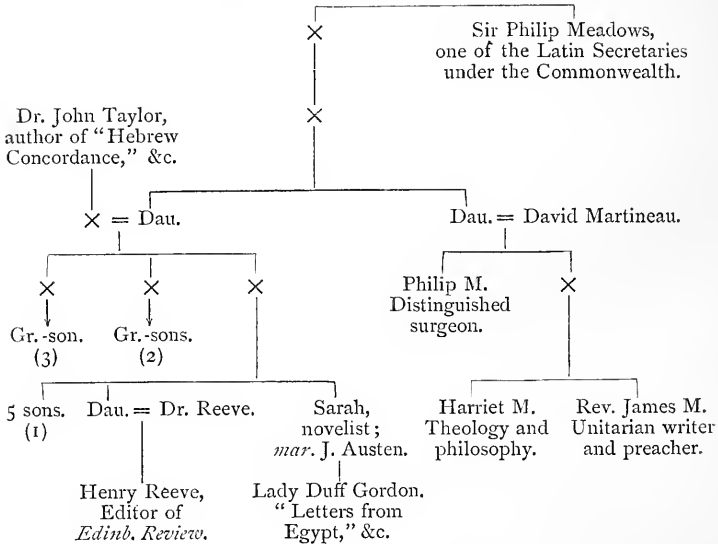 ×
Sir Philip Meadows,
one of the Latin Secretaries
under the Commonwealth.
×
Dr. John Taylor,
author of "Hebrew
Concordance," &c.
× = Dau.
Dau. = David Martineau.
×
×
×
Philip M.
Distinguished
surgeon.
×
Gr.-son.
(3)
Gr.-sons.
(2)
5 sons.
(1)
Dau. = Dr. Reeve.
Sarah,
novelist;
mar. J. Austen.
Harriet M.
Theology and
philosophy.
Rev. James M.
Unitarian writer
and preacher.
Henry Reeve,
Editor of
Edinb. Review.
Lady Duff Gordon.
"Letters from
Egypt," &c.